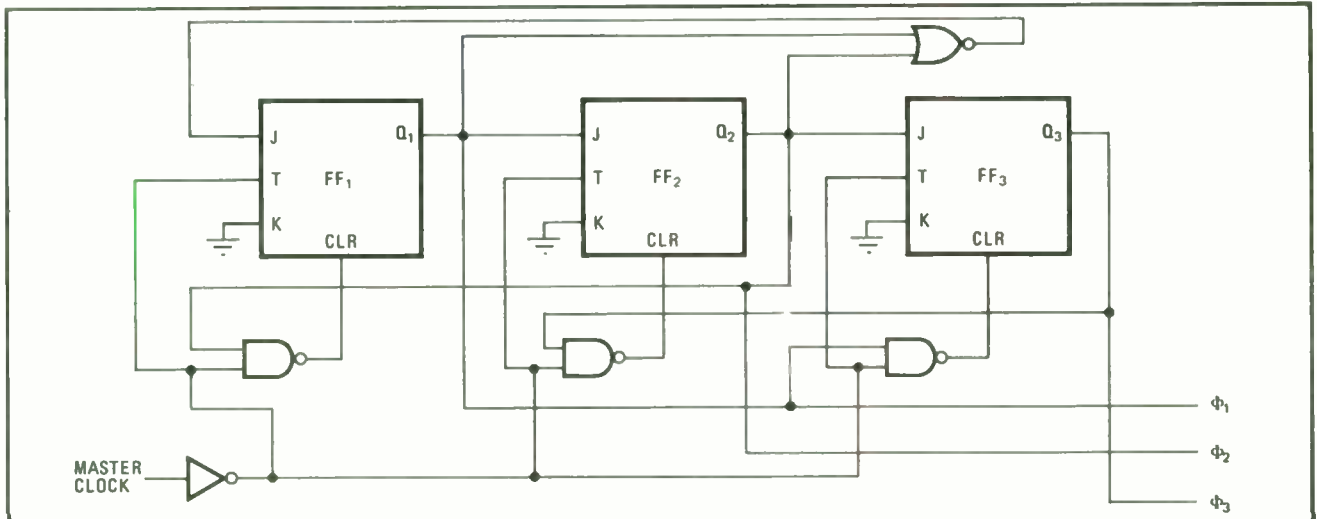 J Q₁
T FF₁
K
CLR
J Q₂
T FF₂
K
CLR
J Q₃
T FF₃
K
CLR
MASTER
CLOCK
Φ₁
Φ₂
Φ₃